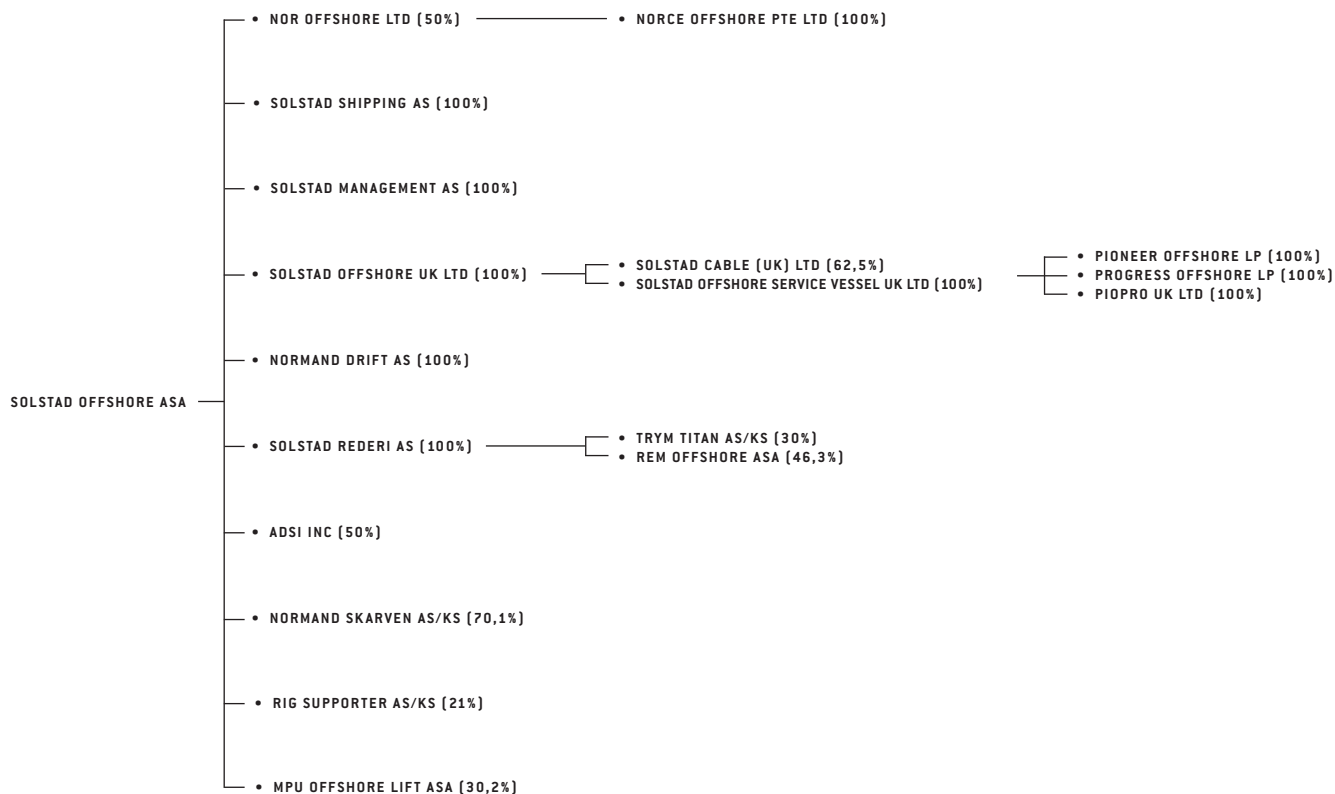 • NOR OFFSHORE LTD (50%)
• NORCE OFFSHORE PTE LTD (100%)
• SOLSTAD SHIPPING AS (100%)
• SOLSTAD MANAGEMENT AS (100%)
• SOLSTAD OFFSHORE UK LTD (100%)
• SOLSTAD CABLE (UK) LTD (62,5%)
• SOLSTAD OFFSHORE SERVICE VESSEL UK LTD (100%)
• PIONEER OFFSHORE LP (100%)
• PROGRESS OFFSHORE LP (100%)
• PIOPRO UK LTD (100%)
• NORMAND DRIFT AS (100%)
SOLSTAD OFFSHORE ASA
• SOLSTAD REDERI AS (100%)
• TRYM TITAN AS/KS (30%)
• REM OFFSHORE ASA (46,3%)
• ADSI INC (50%)
• NORMAND SKARVEN AS/KS (70,1%)
• RIG SUPPORTER AS/KS (21%)
• MPU OFFSHORE LIFT ASA (30,2%)